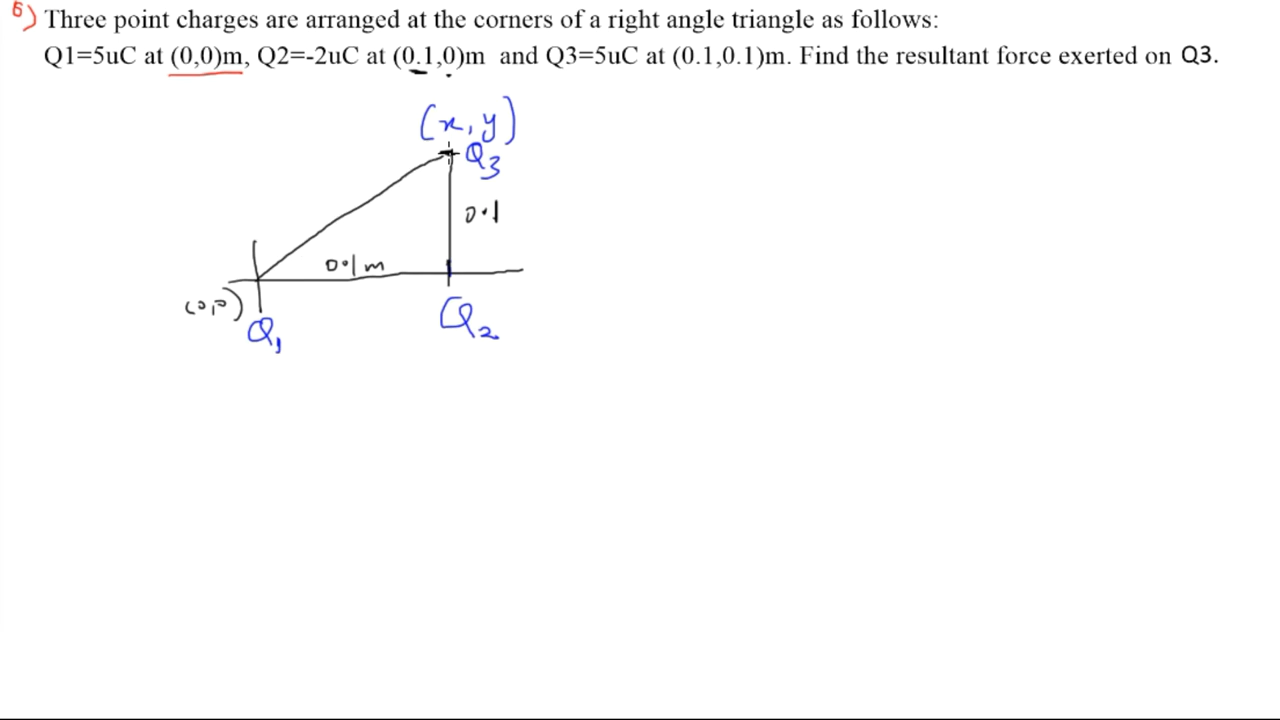 5) Three point charges are arranged at the corners of a right angle triangle as follows:
Q1=5uC at (0,0)m, Q2=-2uC at (0.1,0)m and Q3=5uC at (0.1,0.1)m. Find the resultant force exerted on Q3.
(x,y)
Q3
0.1
0.1m
(0,0)
Q1
Q2